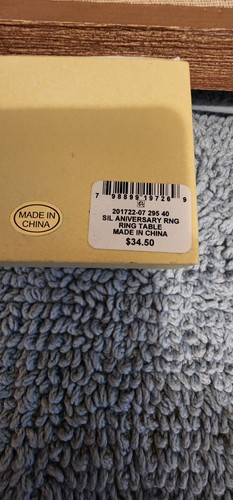 7 98699 19726 9
201722-07 295 40
SIL ANIVERSARY RNG
RING TABLE
MADE IN CHINA
$34.50
MADE IN
CHINA